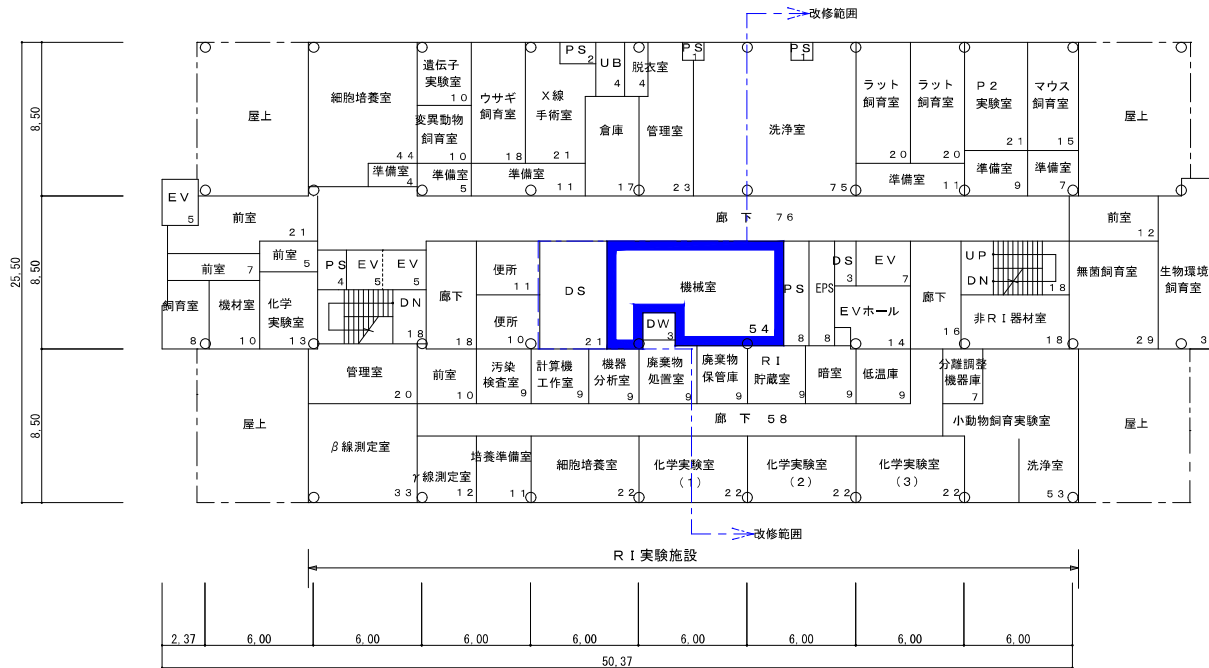 改修範囲
PS 2
UB 4
脱衣室 4
PS 1
PS 1
屋上
細胞培養室 44
遺伝子
実験室 10
変異動物
飼育室 10
ウサギ
飼育室 18
X線
手術室 21
倉庫 17
管理室 23
洗浄室 75
ラット
飼育室 20
ラット
飼育室 20
P2
実験室 21
マウス
飼育室 15
屋上
準備室 4
準備室 5
準備室 11
準備室 11
準備室 9
準備室 7
EV 5
前室 21
廊 下 76
前室 12
前室 7
前室 5
PS 4
EV 5
EV 5
DN 18
廊下 18
便所 11
便所 10
DS 21
機械室 54
DW 3
PS 8
EPS 8
DS 3
EV 7
EVホール 14
廊下 16
UP
DN 18
非RI器材室 18
無菌飼育室 29
生物環境
飼育室 3
飼育室 8
機材室 10
化学
実験室 13
管理室 20
前室 10
汚染
検査室 9
計算機
工作室 9
機器
分析室 9
廃棄物
処置室 9
廃棄物
保管庫 9
RI
貯蔵室 9
暗室 9
低温庫 9
分離調整
機器庫 7
廊 下 58
小動物飼育実験室
屋上
β線測定室 33
γ線測定室 12
培養準備室 11
細胞培養室 22
化学実験室
(1) 22
化学実験室
(2) 22
化学実験室
(3) 22
洗浄室 53
屋上
改修範囲
RI実験施設
8,50
8,50
8,50
25,50
2,37
6,00
6,00
6,00
6,00
6,00
6,00
6,00
6,00
50,37